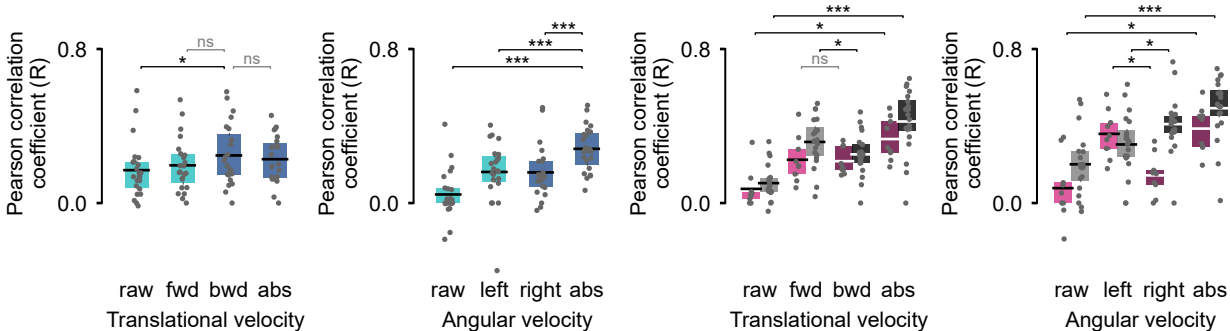 Pearson correlation
coefficient (R)
0.8
0.0
*
ns
ns
raw fwd bwd abs
Translational velocity
Pearson correlation
coefficient (R)
0.8
0.0
***
***
***
raw left right abs
Angular velocity
Pearson correlation
coefficient (R)
0.8
0.0
***
*
*
ns
raw fwd bwd abs
Translational velocity
Pearson correlation
coefficient (R)
0.8
0.0
***
*
*
*
raw left right abs
Angular velocity